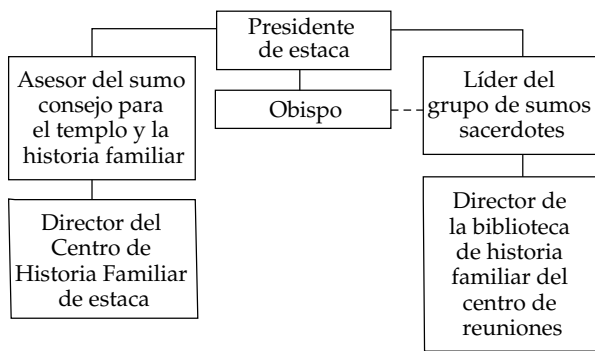 Presidente
de estaca
Asesor del sumo
consejo para
el templo y la
historia familiar
Obispo
Líder del
grupo de sumos
sacerdotes
Director del
Centro de
Historia Familiar
de estaca
Director de
la biblioteca
de historia
familiar del
centro de
reuniones